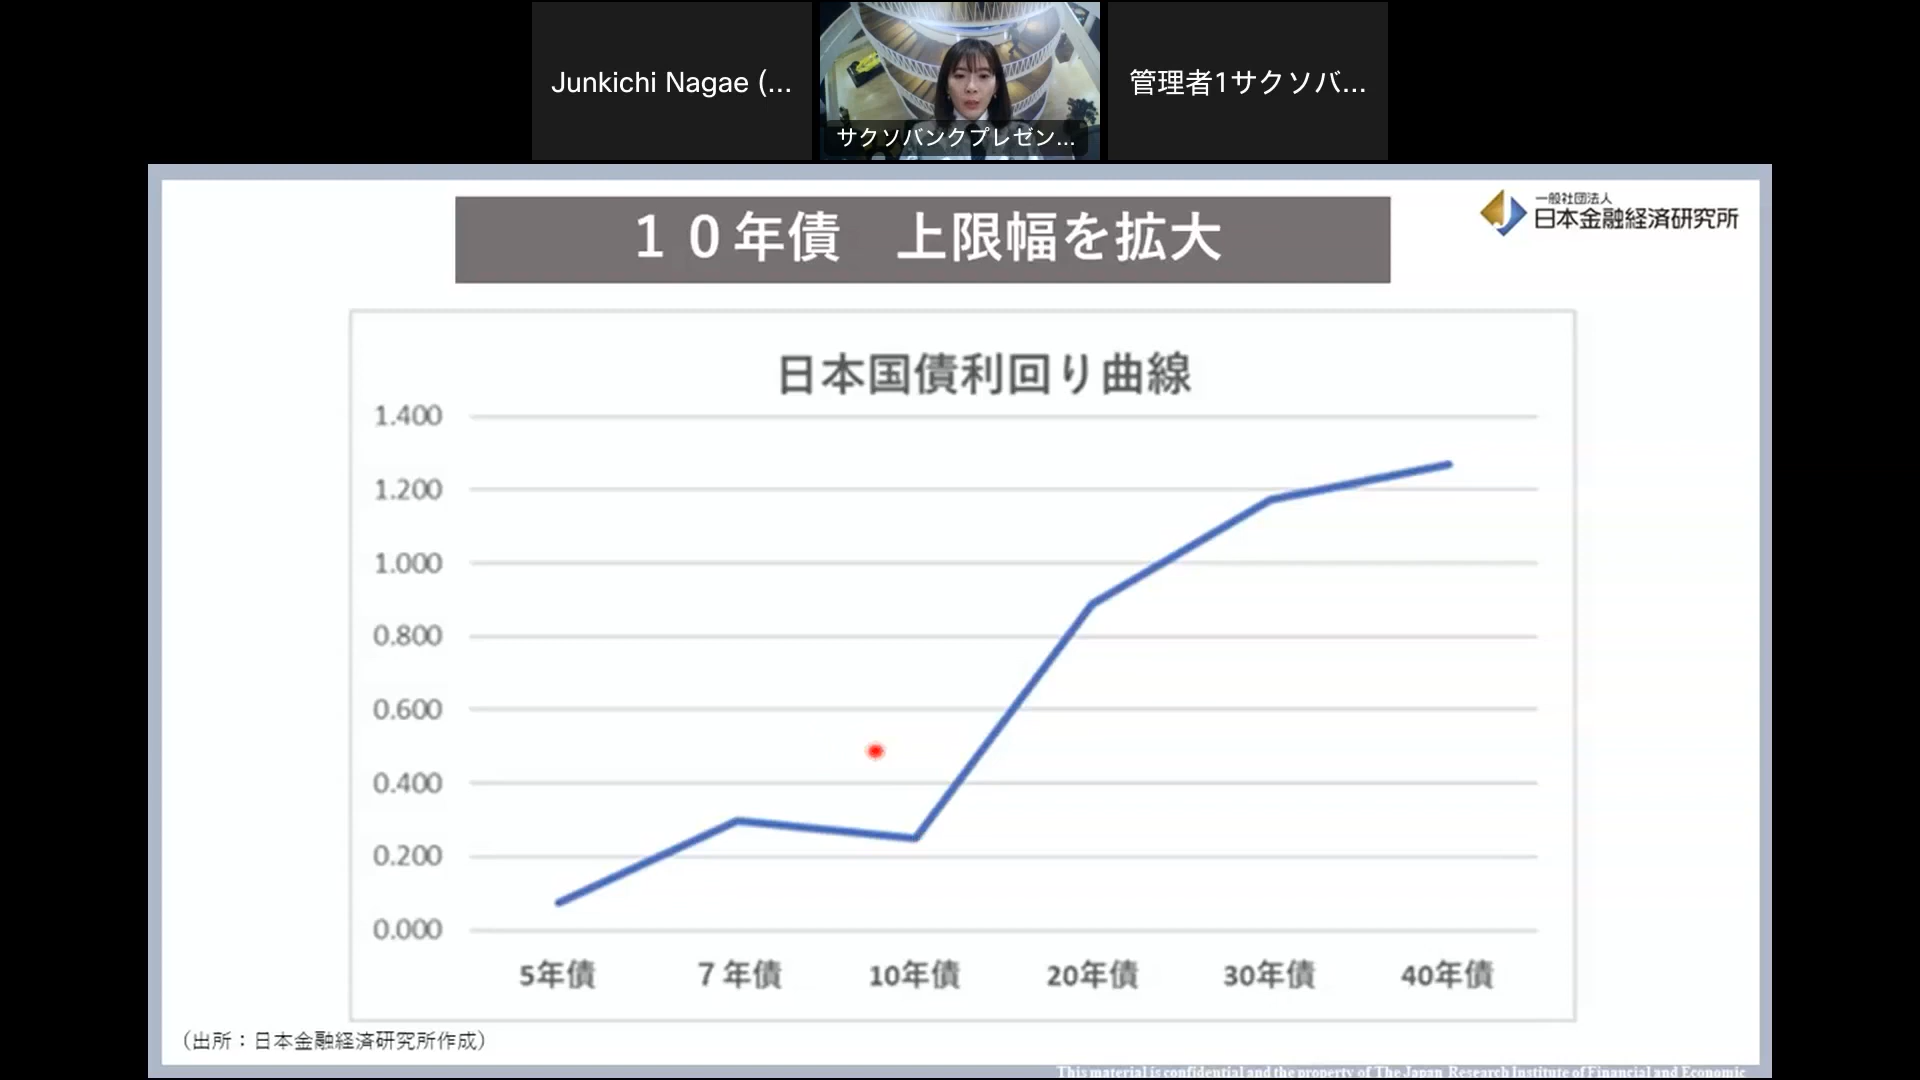 Junkichi Nagae (...
サクソバンクプレゼン...
管理者1サクソバ...
１０年債　上限幅を拡大
一般社団法人
日本金融経済研究所
日本国債利回り曲線
1.400
1.200
1.000
0.800
0.600
0.400
0.200
0.000
5年債 ７年債 10年債 20年債 30年債 40年債
（出所：日本金融経済研究所作成）
This material is confidential and the property of The Japan Research Institute of Financial and Economic